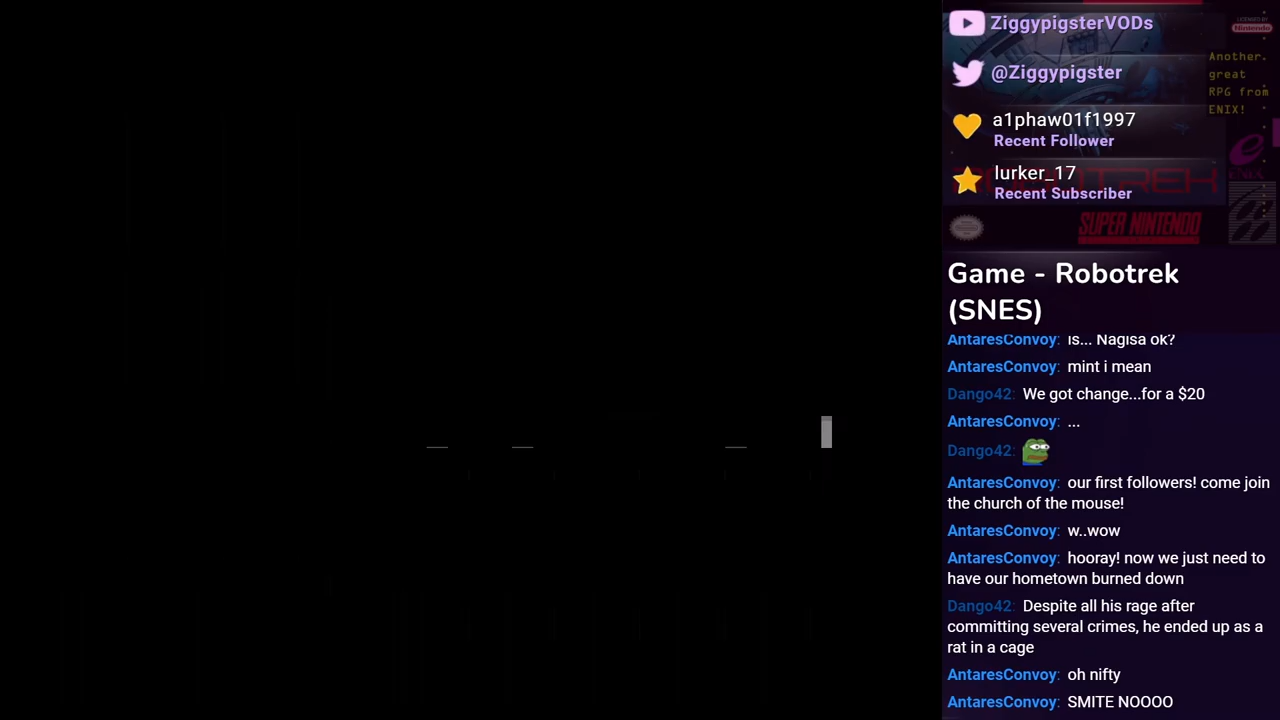 ZiggypigsterVODs
@Ziggypigster
a1phaw01f1997
Recent Follower
lurker_17
Recent Subscriber
Another
great
RPG from
ENIX!
ROBOTREK
SUPER NINTENDO
Game - Robotrek
(SNES)
AntaresConvoy: is... Nagisa ok?
AntaresConvoy: mint i mean
Dango42: We got change...for a $20
AntaresConvoy: ...
Dango42:
AntaresConvoy: our first followers! come join
the church of the mouse!
AntaresConvoy: w..wow
AntaresConvoy: hooray! now we just need to
have our hometown burned down
Dango42: Despite all his rage after
committing several crimes, he ended up as a
rat in a cage
AntaresConvoy: oh nifty
AntaresConvoy: SMITE NOOOO